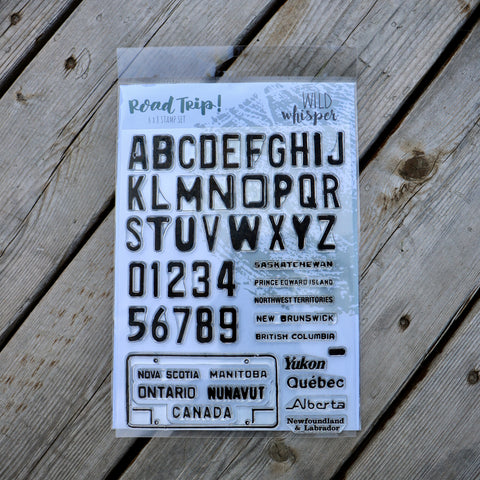 Road Trip!
6 x 8 STAMP SET
WILD
whisper
ABCDEFGHIJ
KLMNOPQR
STUVWXYZ
01234
56789
SASKATCHEWAN
PRINCE EDWARD ISLAND
NORTHWEST TERRITORIES
NEW BRUNSWICK
BRITISH COLUMBIA
NOVA SCOTIA MANITOBA
ONTARIO NUNAVUT
CANADA
Yukon
Québec
Alberta
Newfoundland
& Labrador